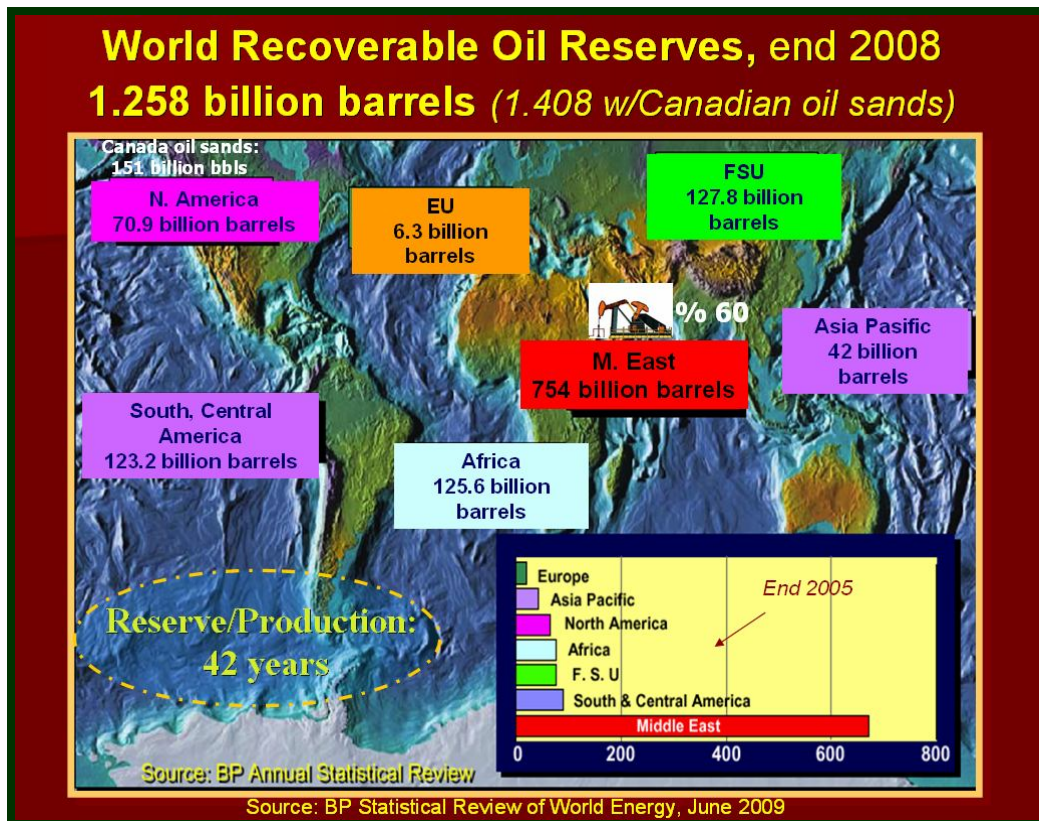 World Recoverable Oil Reserves, end 2008
1.258 billion barrels (1.408 w/Canadian oil sands)
Canada oil sands:
151 billion bbls
N. America
70.9 billion barrels
EU
6.3 billion
barrels
FSU
127.8 billion
barrels
% 60
M. East
754 billion barrels
Asia Pasific
42 billion
barrels
South, Central
America
123.2 billion barrels
Africa
125.6 billion
barrels
Reserve/Production:
42 years
End 2005
Europe
Asia Pacific
North America
Africa
F. S. U
South & Central America
Middle East
0 200 400 600 800
Source: BP Annual Statistical Review
Source: BP Statistical Review of World Energy, June 2009